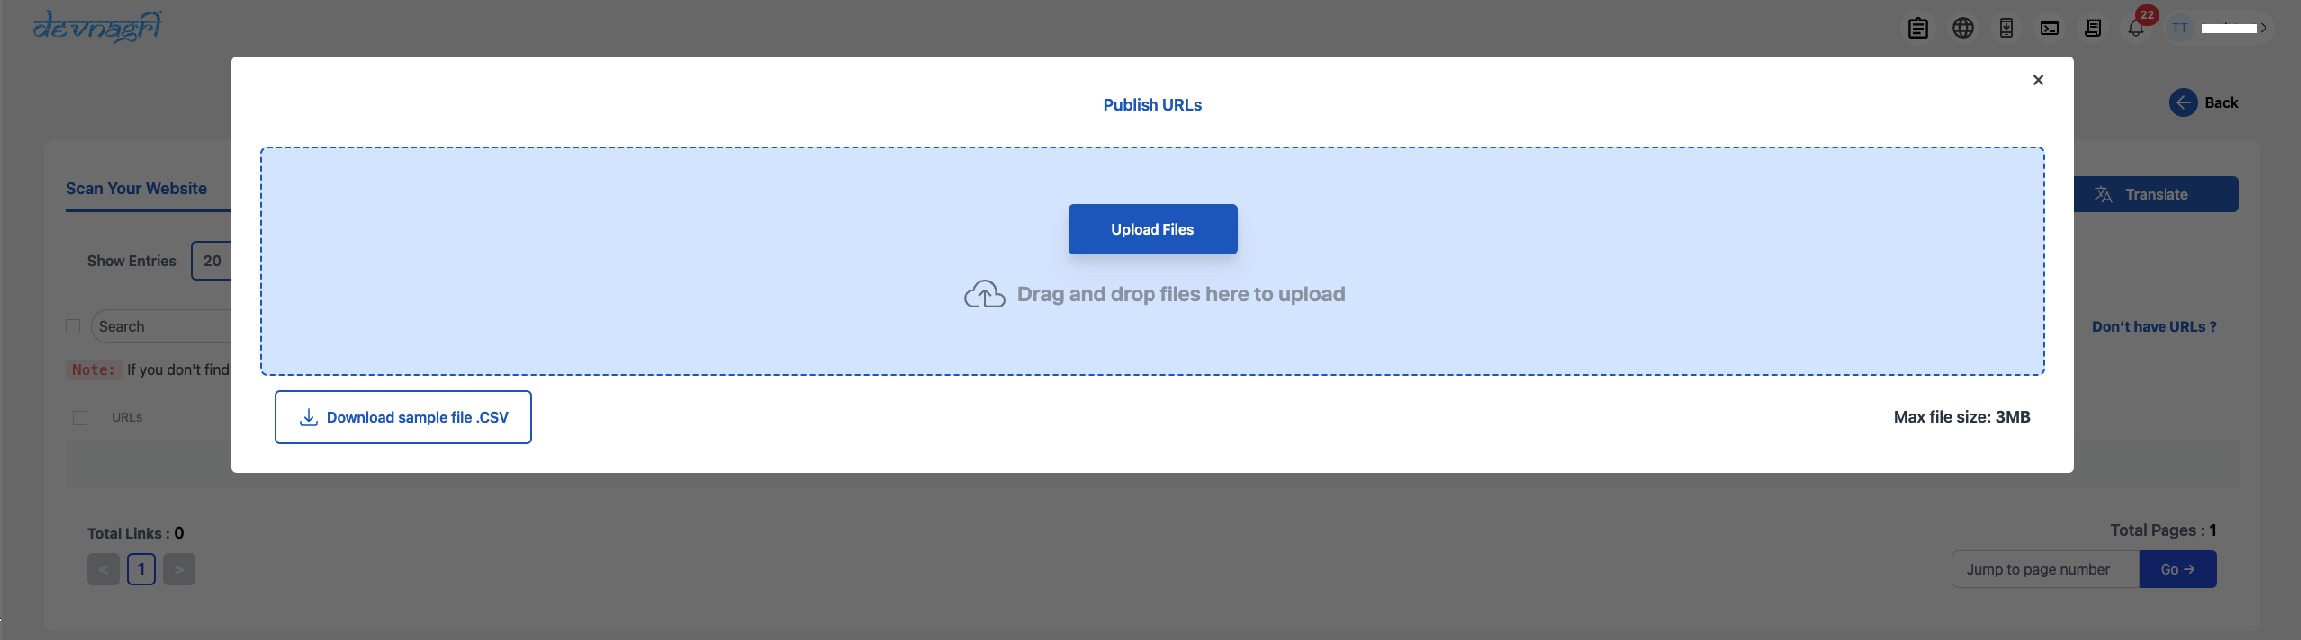 devnagri
22
TT
Publish URLs
Back
Scan Your Website
Upload Files
Translate
Show Entries 20
Drag and drop files here to upload
Search
Don't have URLs ?
Note: If you don't find
URLs
Download sample file .CSV
Max file size: 3MB
Total Links : 0
Total Pages : 1
< 1 >
Jump to page number
Go →